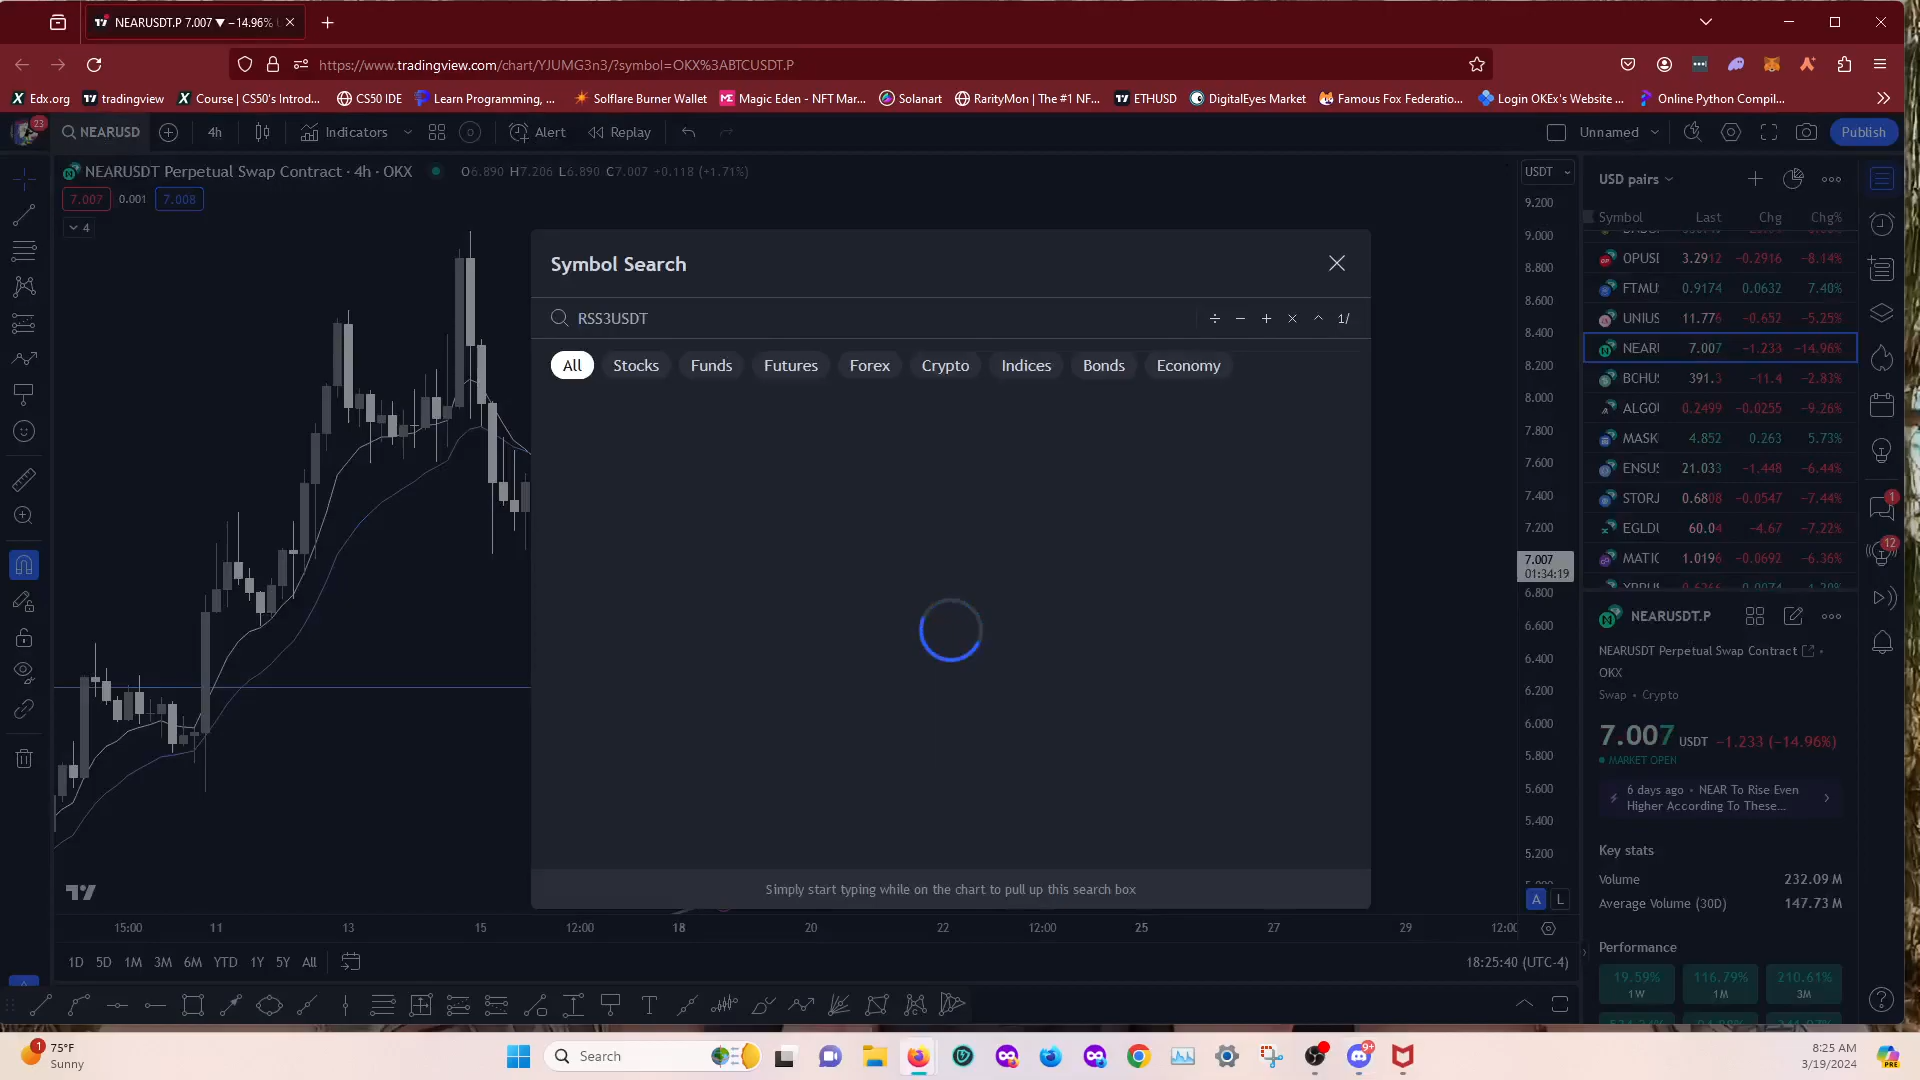 NEARUSDT.P 7.007 ▼ −14.96%
https://www.tradingview.com/chart/YJUMG3n3/?symbol=OKX%3ABTCUSDT.P
Edx.org tradingview Course | CS50's Introd... CS50 IDE Learn Programming, ... Solflare Burner Wallet Magic Eden - NFT Mar... Solanart RarityMon | The #1 NF... ETHUSD DigitalEyes Market Famous Fox Federatio... Login OKEx's Website ... Online Python Compil...
23 NEARUSD 4h Indicators Alert Replay Unnamed Publish
NEARUSDT Perpetual Swap Contract · 4h · OKX O6.890 H7.206 L6.890 C7.007 +0.118 (+1.71%)
7.007 0.001 7.008
4
USDT
9.200
9.000
8.800
8.600
8.400
8.200
8.000
7.800
7.600
7.400
7.200
7.007
01:34:19
6.800
6.600
6.400
6.200
6.000
5.800
5.600
5.400
5.200
A L
Symbol Search
RSS3USDT ÷ − + × ^ 1/
All Stocks Funds Futures Forex Crypto Indices Bonds Economy
Simply start typing while on the chart to pull up this search box
15:00 11 13 15 12:00 18 20 22 12:00 25 27 29 12:00
1D 5D 1M 3M 6M YTD 1Y 5Y All 18:25:40 (UTC-4)
USD pairs
Symbol Last Chg Chg%
OPUSI 3.2912 −0.2916 −8.14%
FTMU 0.9174 0.0632 7.40%
UNIUS 11.776 −0.652 −5.25%
NEARI 7.007 −1.233 −14.96%
BCHU 391.3 −11.4 −2.83%
ALGOI 0.2499 −0.0255 −9.26%
MASK 4.852 0.263 5.73%
ENSUS 21.033 −1.448 −6.44%
STORJ 0.6808 −0.0547 −7.44%
EGLDI 60.04 −4.67 −7.22%
MATIC 1.0196 −0.0692 −6.36%
1
12
NEARUSDT.P
NEARUSDT Perpetual Swap Contract •
OKX
Swap • Crypto
7.007 USDT −1.233 (−14.96%)
MARKET OPEN
6 days ago • NEAR To Rise Even
Higher According To These...
Key stats
Volume 232.09 M
Average Volume (30D) 147.73 M
Performance
19.59% 116.79% 210.61%
1W 1M 3M
1 75°F
Sunny
Search
9+
PRE
8:25 AM
3/19/2024